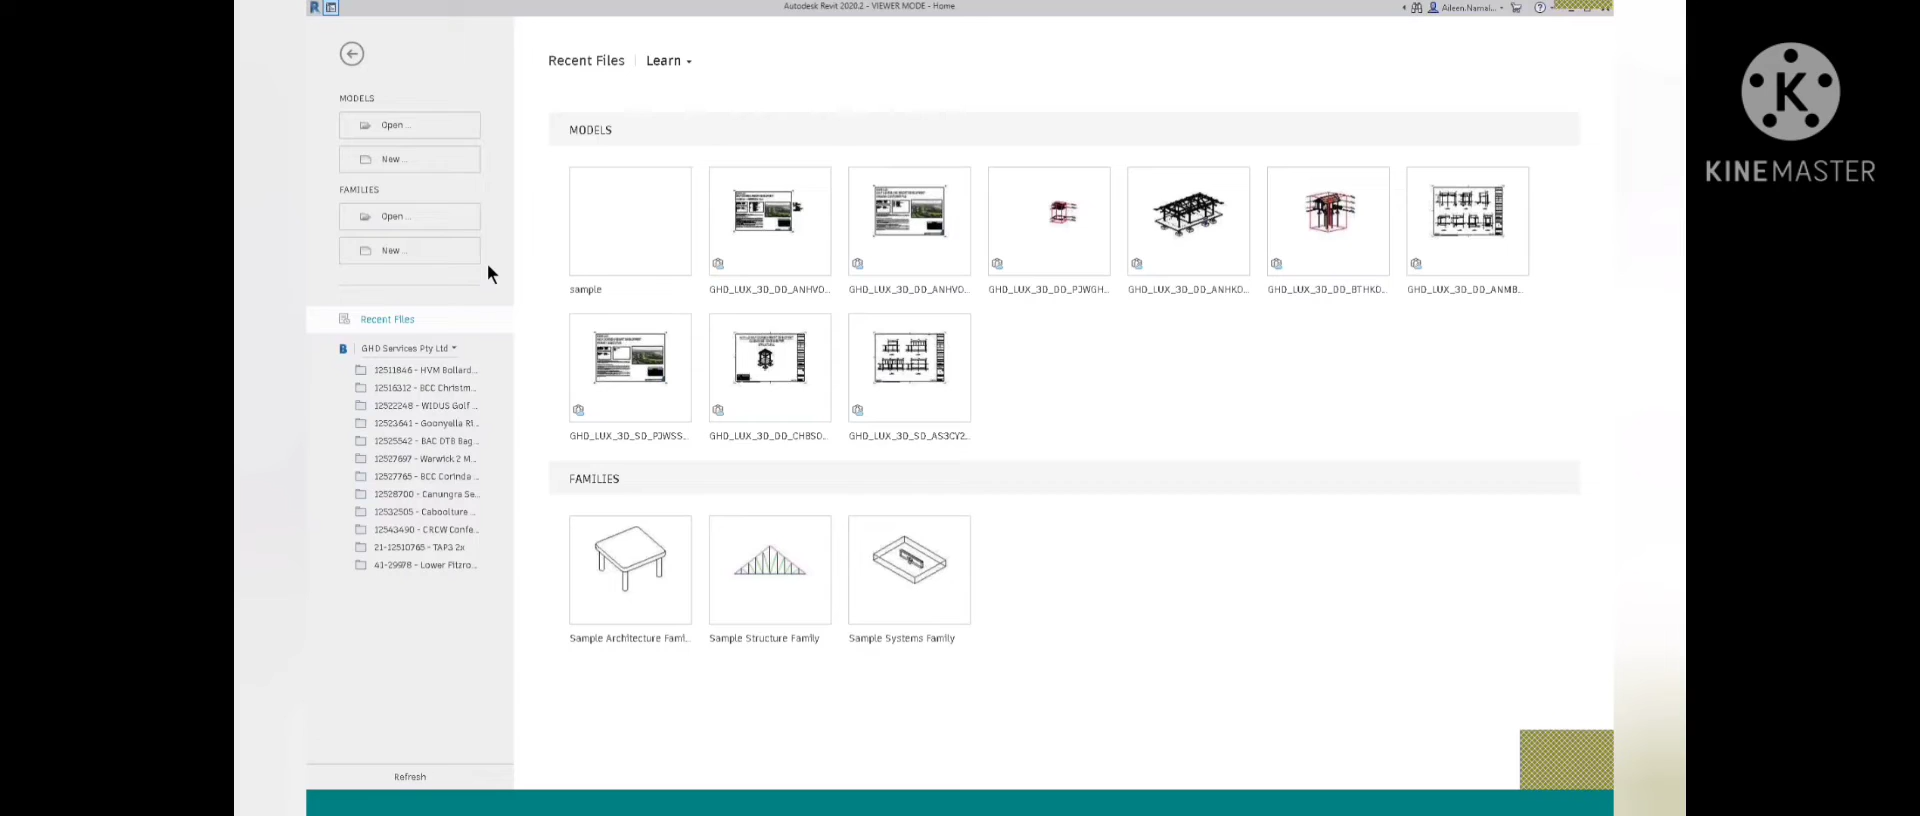 Autodesk Revit 2020.2 - VIEWER MODE - Home
Aileen.Namal...
K
KINEMASTER
Recent Files | Learn
MODELS
Open ...
New ...
FAMILIES
Open ...
New ...
Recent Files
GHD Services Pty Ltd
12511846 - HVM Bollard...
12516312 - BCC Christm...
12522248 - WIDUS Golf ...
12523641 - Goonyella Ri...
12525542 - BAC DTB Bag...
12527697 - Warwick 2 M...
12527765 - BCC Corinda ...
12528700 - Canungra Se...
12532505 - Caboolture ...
12543490 - CRCW Confe...
21-12510765 - TAP3 2x
41-29978 - Lower Fitzro...
Refresh
MODELS
sample
GHD_LUX_3D_DD_ANHVD...
GHD_LUX_3D_DD_ANHVD...
GHD_LUX_3D_DD_PJWGH...
GHD_LUX_3D_DD_ANHKD...
GHD_LUX_3D_DD_BTHKD...
GHD_LUX_3D_DD_ANMB...
GHD_LUX_3D_SD_PJWSS...
GHD_LUX_3D_DD_CHBSD...
GHD_LUX_3D_SD_AS3CY2...
FAMILIES
Sample Architecture Fami...
Sample Structure Family
Sample Systems Family